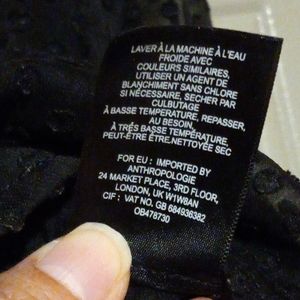 LAVER À LA MACHINE À L'EAU
FROIDE AVEC
COULEURS SIMILAIRES,
UTILISER UN AGENT DE
BLANCHIMENT SANS CHLORE
SI NÉCESSAIRE, SECHER PAR
CULBUTAGE
À BASSE TEMPÉRATURE, REPASSER,
AU BESOIN,
À TRÉS BASSE TEMPÉRATURE,
PEUT-ÊTRE ÊTRE,NETTOYÉE SEC
FOR EU : IMPORTED BY
ANTHROPOLOGIE
24 MARKET PLACE, 3RD FLOOR,
LONDON, UK W1W8AN
CIF : VAT NO. GB 684936382
OB478730